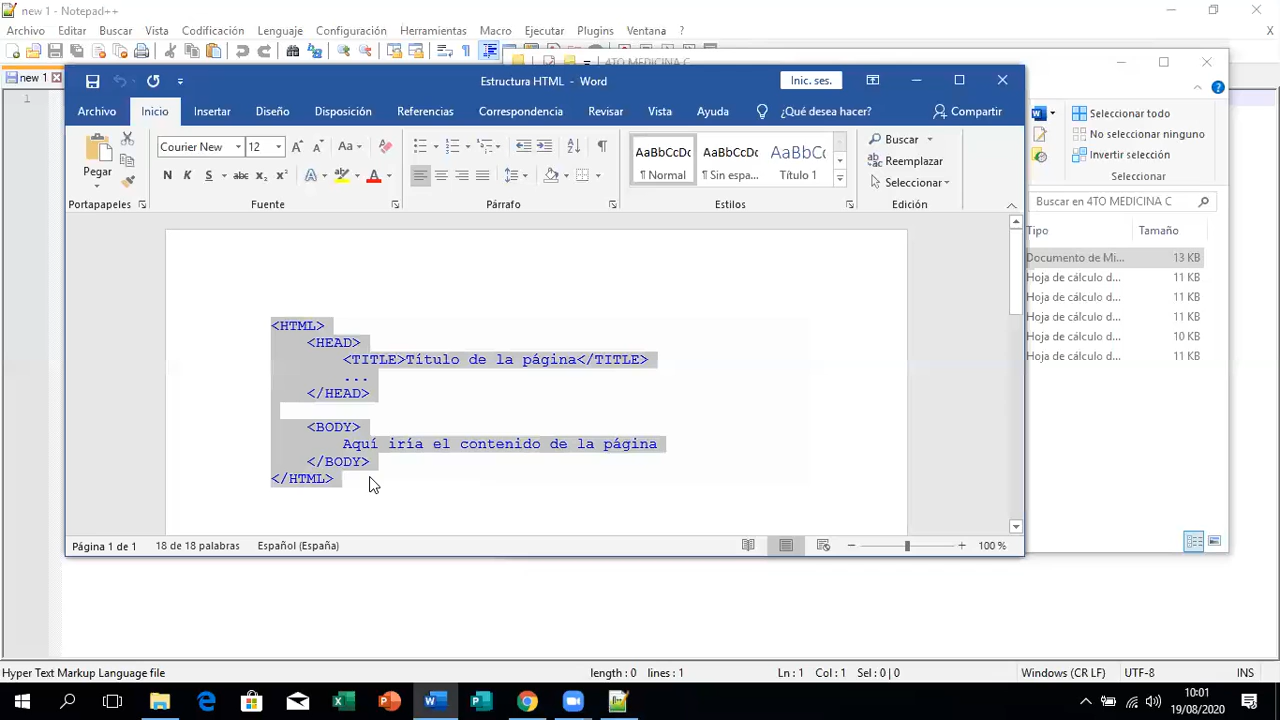 new 1 - Notepad++
Archivo Editar Buscar Vista Codificación Lenguaje Configuración Herramientas Macro Ejecutar Plugins Ventana ?
X
4TO MEDICINA C
new 1
1
Estructura HTML - Word
Inic. ses.
Archivo Inicio Insertar Diseño Disposición Referencias Correspondencia Revisar Vista Ayuda ¿Qué desea hacer? Compartir
Pegar
Portapapeles
Courier New 12
N K S abc x₂ x²
Fuente
Párrafo
AaBbCcDc AaBbCcDc AaBbCc
¶ Normal ¶ Sin espa... Título 1
Estilos
Buscar
Reemplazar
Seleccionar
Edición
Seleccionar todo
No seleccionar ninguno
Invertir selección
Seleccionar
Buscar en 4TO MEDICINA C
Tipo Tamaño
Documento de Mi... 13 KB
Hoja de cálculo d... 11 KB
Hoja de cálculo d... 11 KB
Hoja de cálculo d... 11 KB
Hoja de cálculo d... 10 KB
Hoja de cálculo d... 11 KB
<HTML>
<HEAD>
<TITLE>Título de la página</TITLE>
...
</HEAD>
<BODY>
Aquí iría el contenido de la página
</BODY>
</HTML>
Página 1 de 1 18 de 18 palabras Español (España) 100 %
Hyper Text Markup Language file length : 0 lines : 1 Ln : 1 Col : 1 Sel : 0 | 0 Windows (CR LF) UTF-8 INS
10:01
19/08/2020